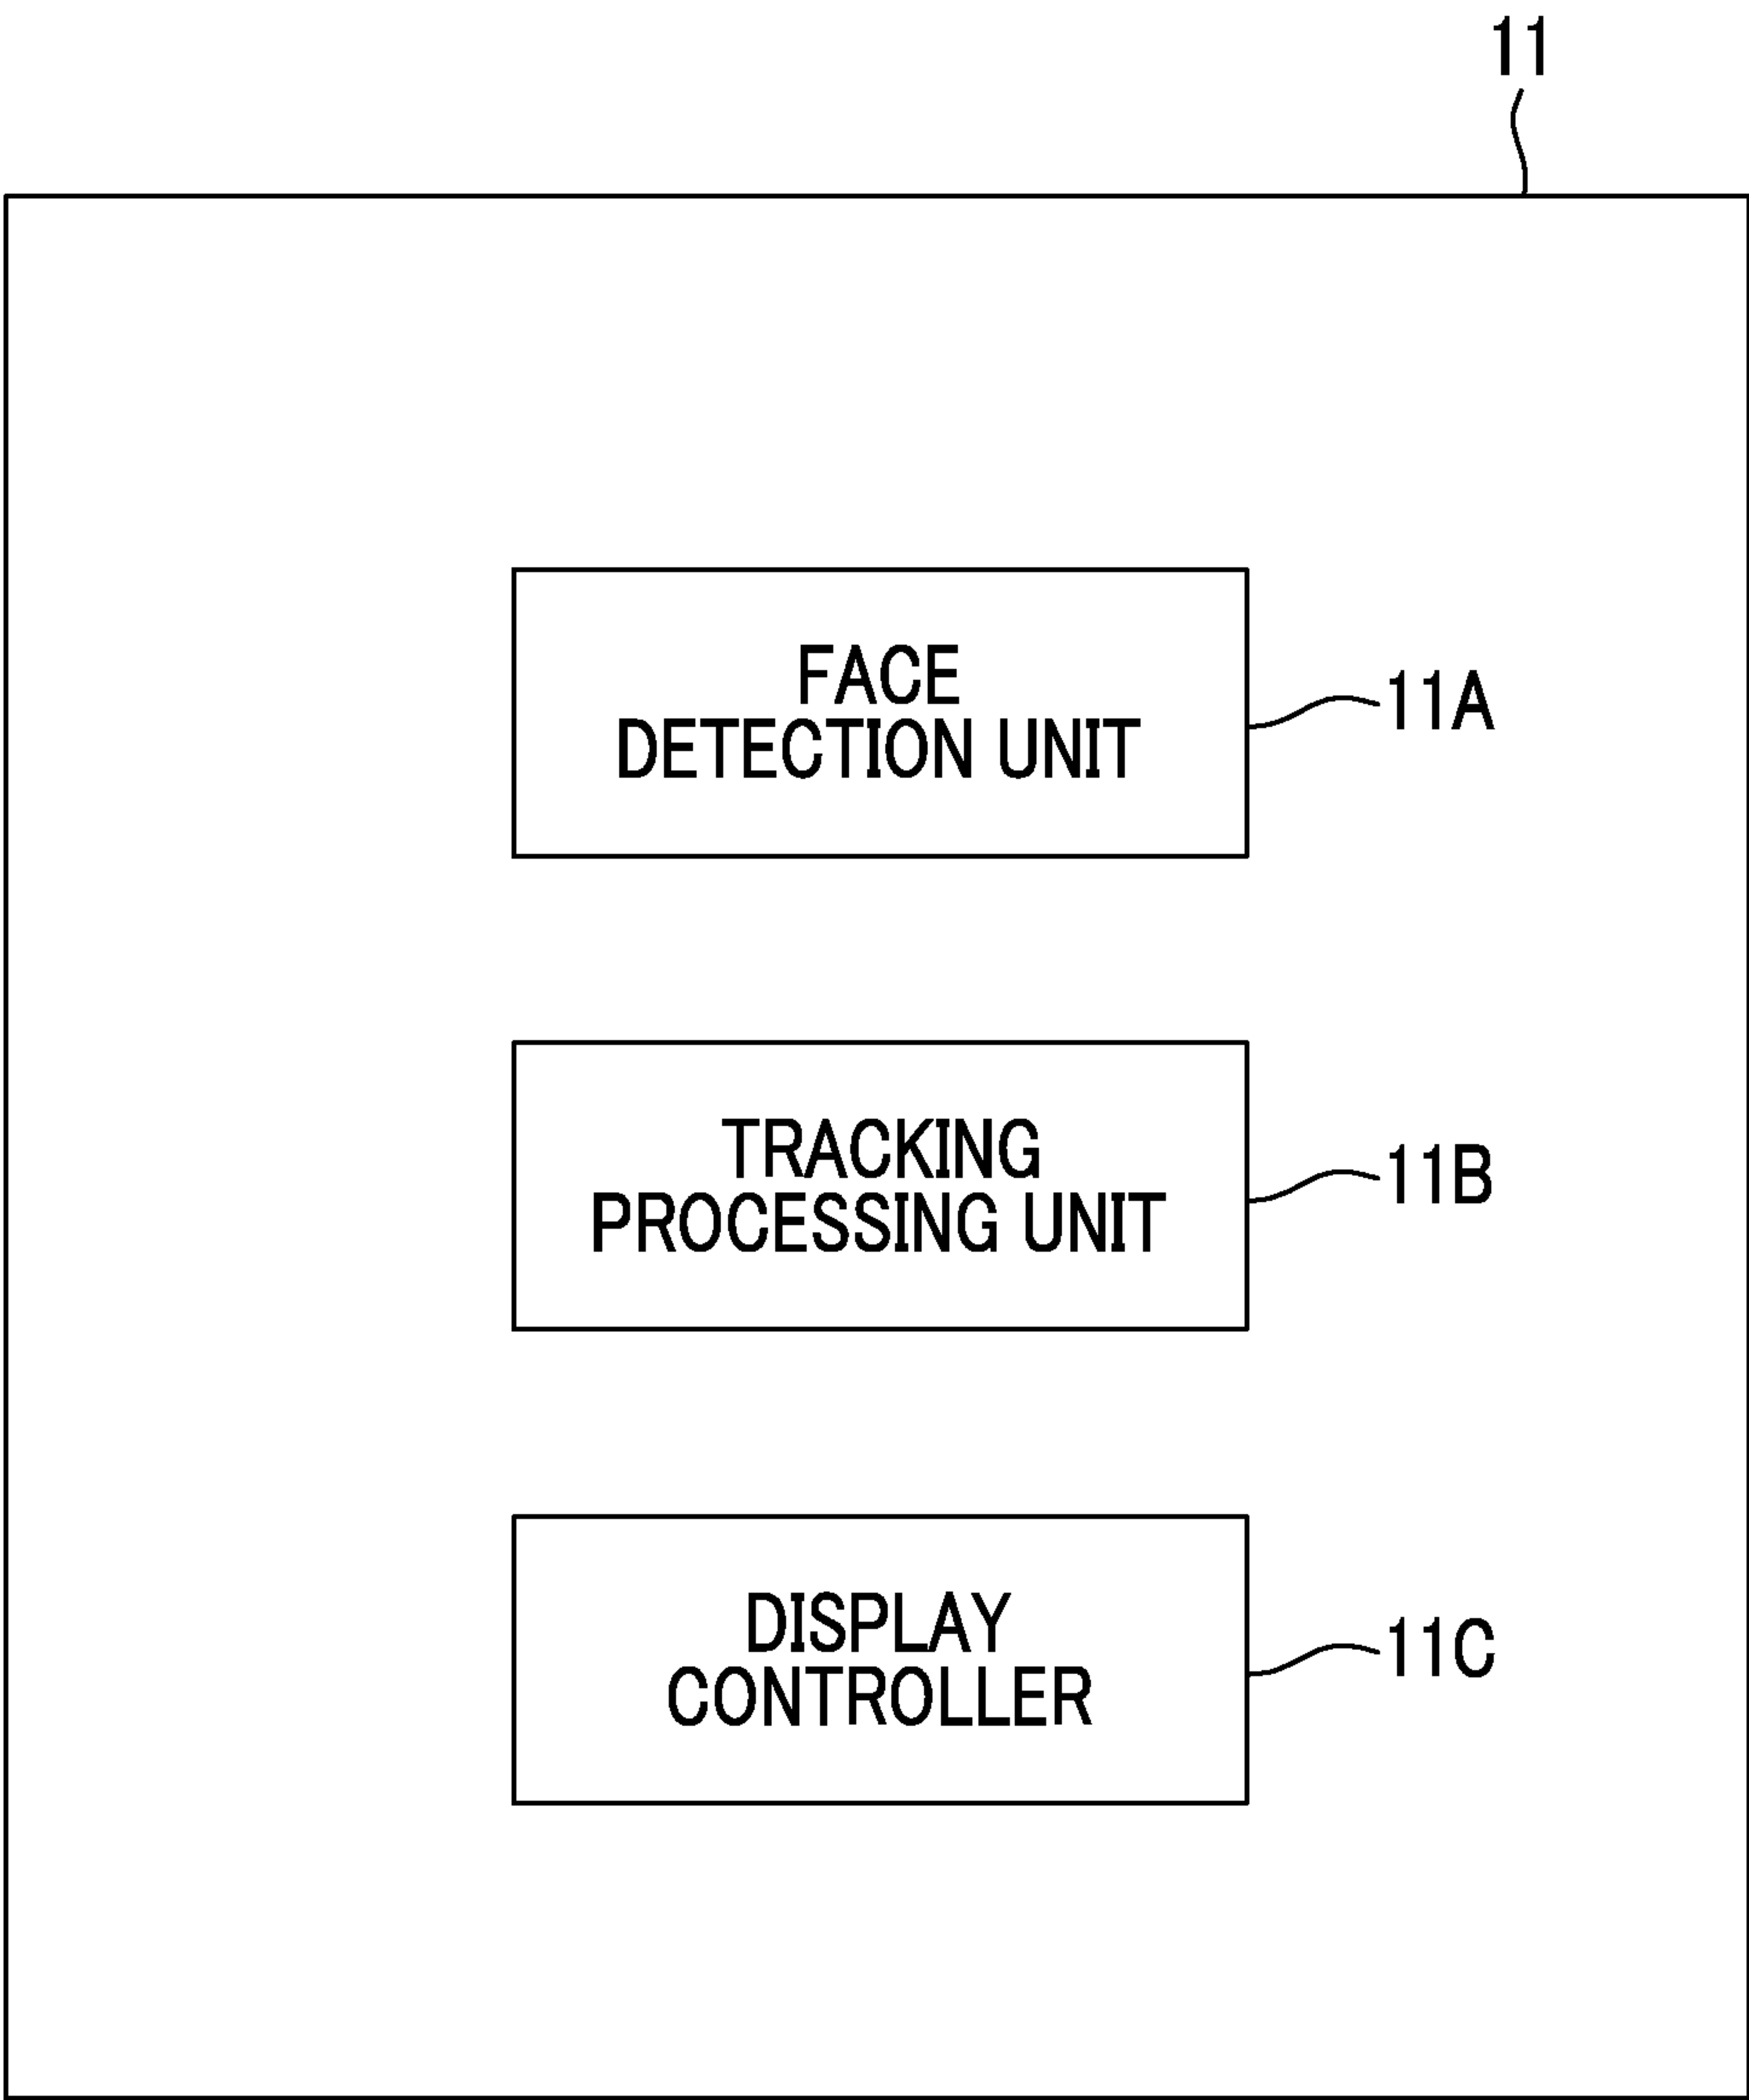 11
FACE
DETECTION UNIT
11A
TRACKING
PROCESSING UNIT
11B
DISPLAY
CONTROLLER
11C